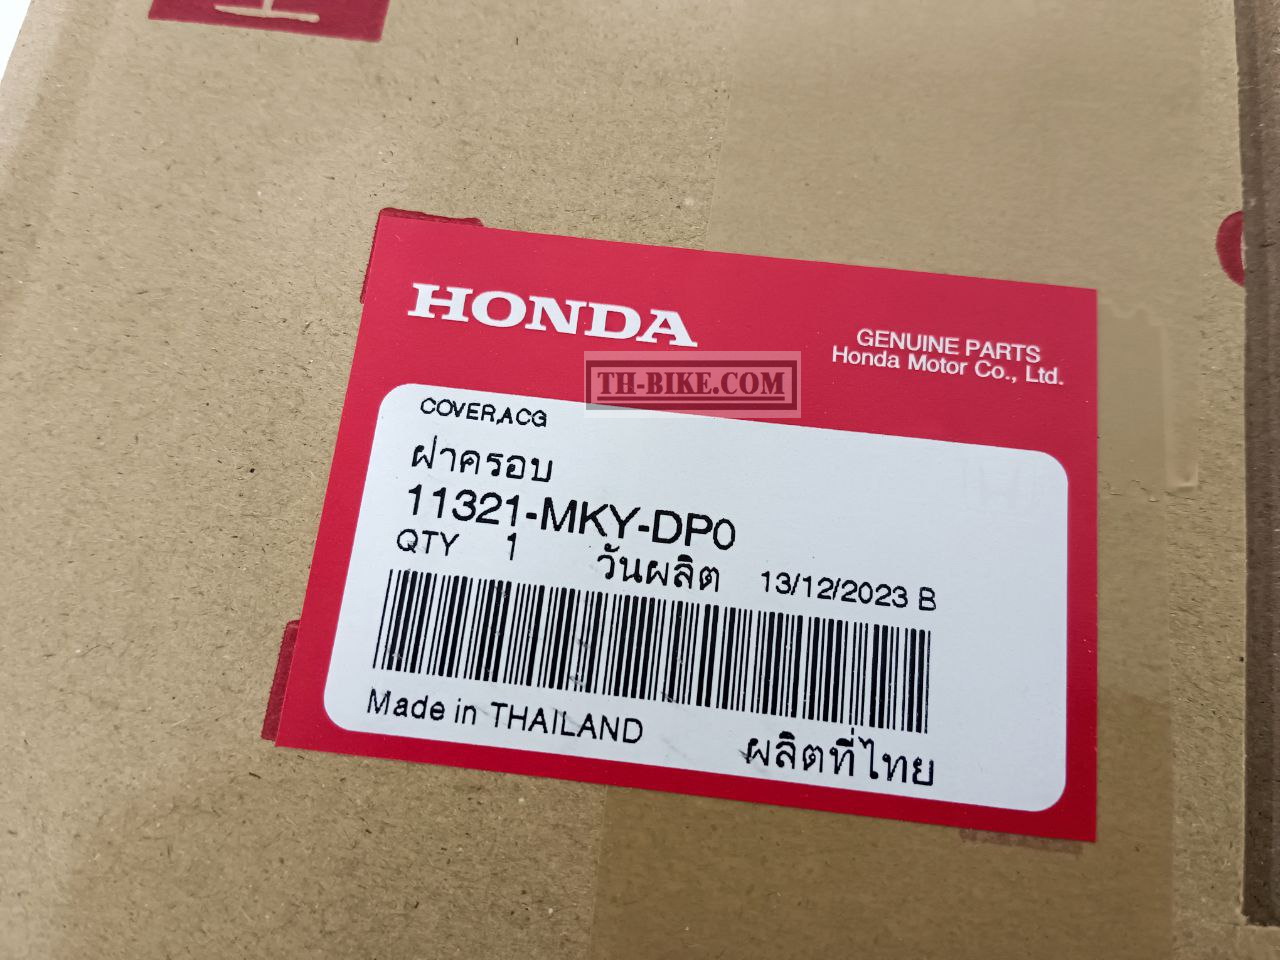 HONDA
GENUINE PARTS
Honda Motor Co., Ltd.
TH-BIKE.COM
COVER,ACG
ฝาครอบ
11321-MKY-DP0
QTY 1 วันผลิต 13/12/2023 B
Made in THAILAND ผลิตที่ไทย